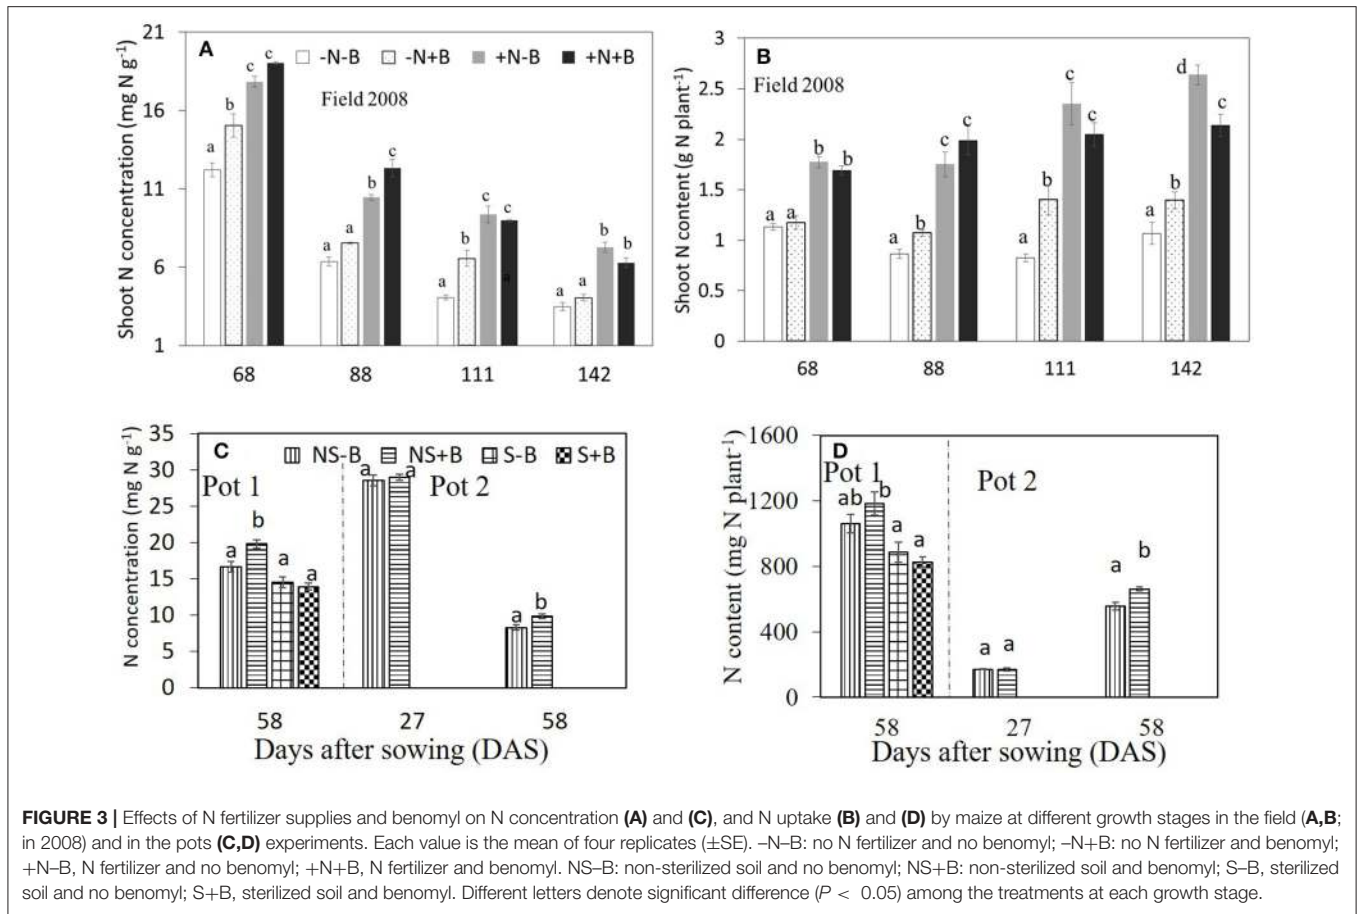 21
18
15
12
9
6
3
1
Shoot N concentration (mg N g-1)
A
-N-B
-N+B
+N-B
+N+B
Field 2008
a
b
c
c
a
a
b
c
a
b
c
c
a
a
a
b
b
68
88
111
142
3
2.5
2
1.5
1
0.5
0
Shoot N content (g N plant-1)
B
Field 2008
a
a
b
b
a
b
c
c
a
b
c
c
a
b
d
c
68
88
111
142
35
30
25
20
15
10
5
0
N concentration (mg N g-1)
C
NS-B
NS+B
S-B
S+B
Pot 1
Pot 2
a
b
a
a
a
a
a
b
58
27
58
Days after sowing (DAS)
1600
1200
800
400
0
N content (mg N plant-1)
D
Pot 1
Pot 2
ab
b
a
a
a
a
a
b
58
27
58
Days after sowing (DAS)
FIGURE 3 | Effects of N fertilizer supplies and benomyl on N concentration (A) and (C), and N uptake (B) and (D) by maize at different growth stages in the field (A,B;
in 2008) and in the pots (C,D) experiments. Each value is the mean of four replicates (±SE). –N–B: no N fertilizer and no benomyl; –N+B: no N fertilizer and benomyl;
+N–B, N fertilizer and no benomyl; +N+B, N fertilizer and benomyl. NS–B: non-sterilized soil and no benomyl; NS+B: non-sterilized soil and benomyl; S–B, sterilized
soil and no benomyl; S+B, sterilized soil and benomyl. Different letters denote significant difference (P < 0.05) among the treatments at each growth stage.